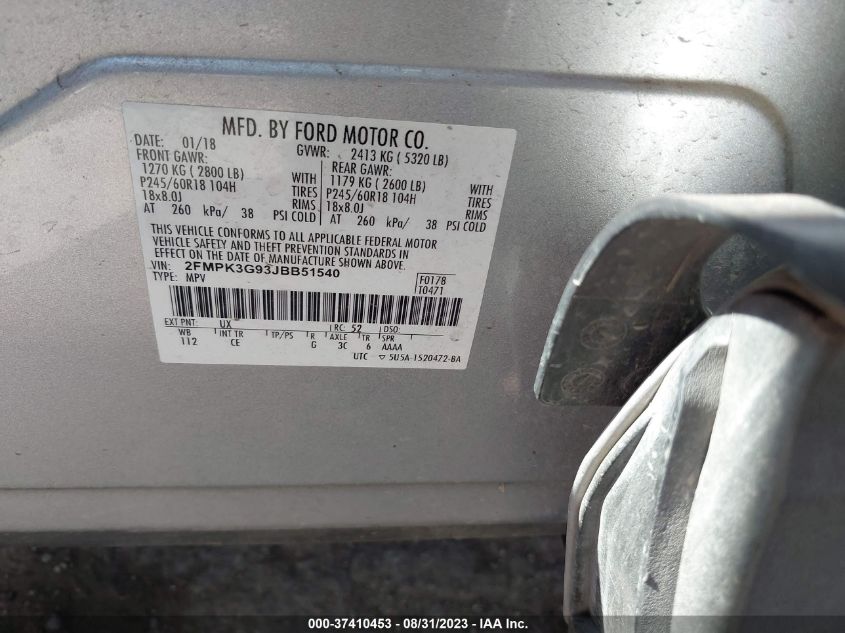 MFD. BY FORD MOTOR CO.
DATE: 01/18 GVWR: 2413 KG ( 5320 LB)
FRONT GAWR: REAR GAWR:
1270 KG ( 2800 LB) WITH 1179 KG ( 2600 LB) WITH
P245/60R18 104H TIRES P245/60R18 104H TIRES
18x8.0J RIMS 18x8.0J RIMS
AT 260 kPa/ 38 PSI COLD AT 260 kPa/ 38 PSI COLD
THIS VEHICLE CONFORMS TO ALL APPLICABLE FEDERAL MOTOR
VEHICLE SAFETY AND THEFT PREVENTION STANDARDS IN
EFFECT ON THE DATE OF MANUFACTURE SHOWN ABOVE.
VIN: 2FMPK3G93JBB51540 F0178
TYPE: MPV T0471
EXT PNT: UX RC: 52 DSO:
WB INT TR TP/PS R AXLE TR SPR
112 CE G 3C 6 AAAA
UTC ▽ 5U5A-1520472-BA
000-37410453 - 08/31/2023 - IAA Inc.